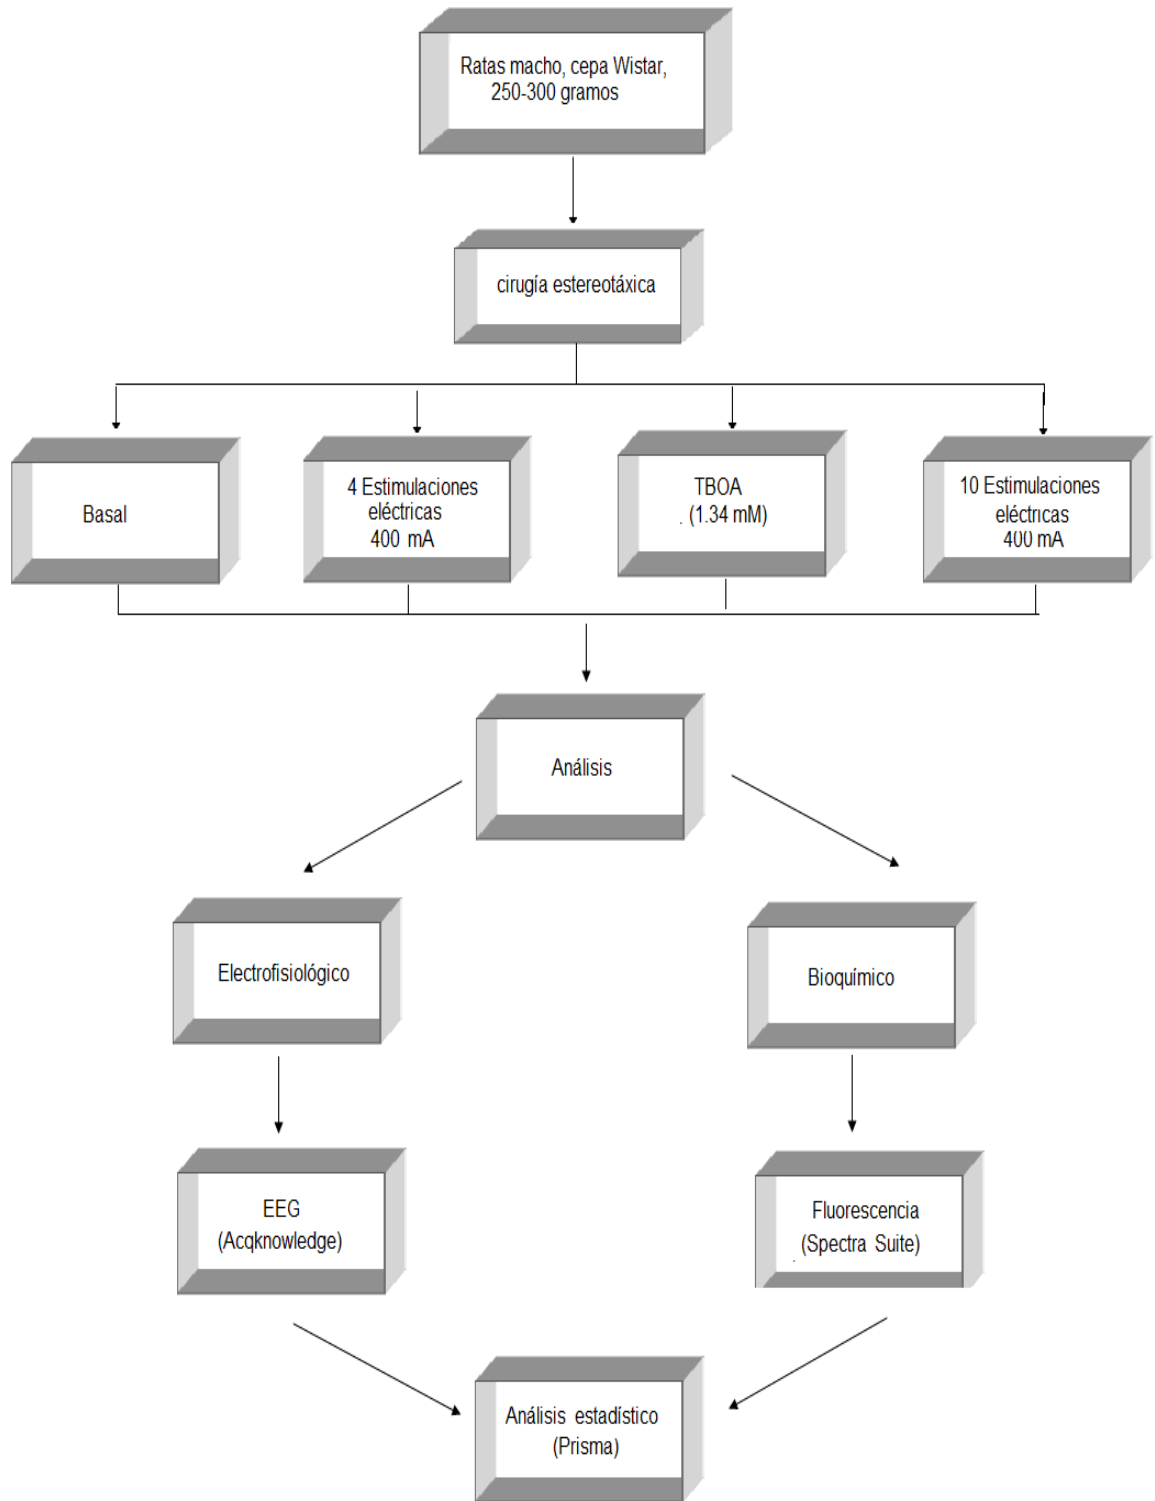 Ratas macho, cepa Wistar,
250-300 gramos
cirugía estereotáxica
Basal
4 Estimulaciones
eléctricas
400 mA
TBOA
. (1.34 mM)
10 Estimulaciones
eléctricas
400 mA
Análisis
Electrofisiológico
Bioquímico
EEG
(Acqknowledge)
Fluorescencia
(Spectra Suite)
Análisis estadístico
(Prisma)